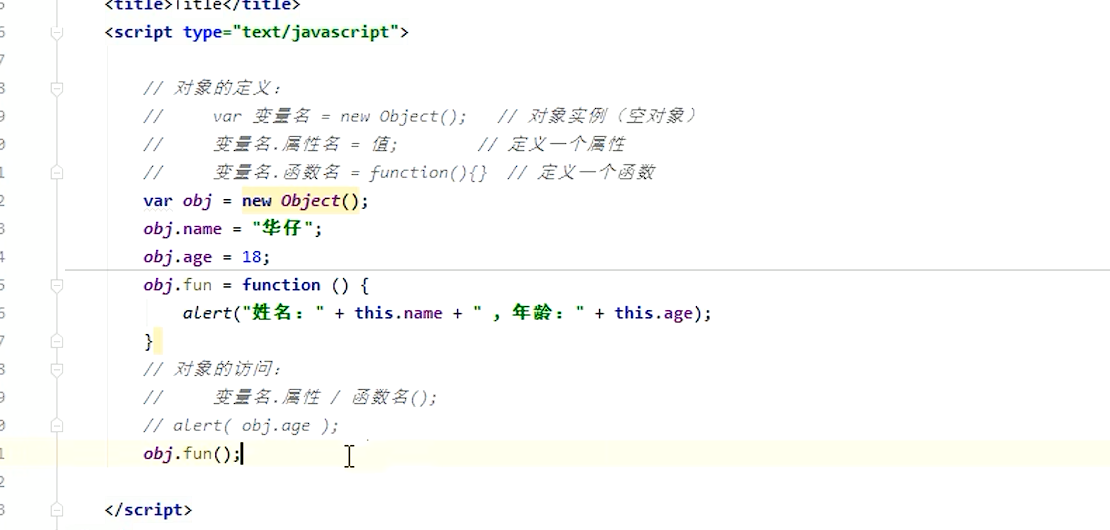 <title>Title</title>
<script type="text/javascript">
// 对象的定义：
// var 变量名 = new Object(); // 对象实例（空对象）
// 变量名.属性名 = 值; // 定义一个属性
// 变量名.函数名 = function(){} // 定义一个函数
var obj = new Object();
obj.name = "华仔";
obj.age = 18;
obj.fun = function () {
alert("姓名：" + this.name + " , 年龄：" + this.age);
}
// 对象的访问：
// 变量名.属性 / 函数名();
// alert( obj.age );
obj.fun();
</script>